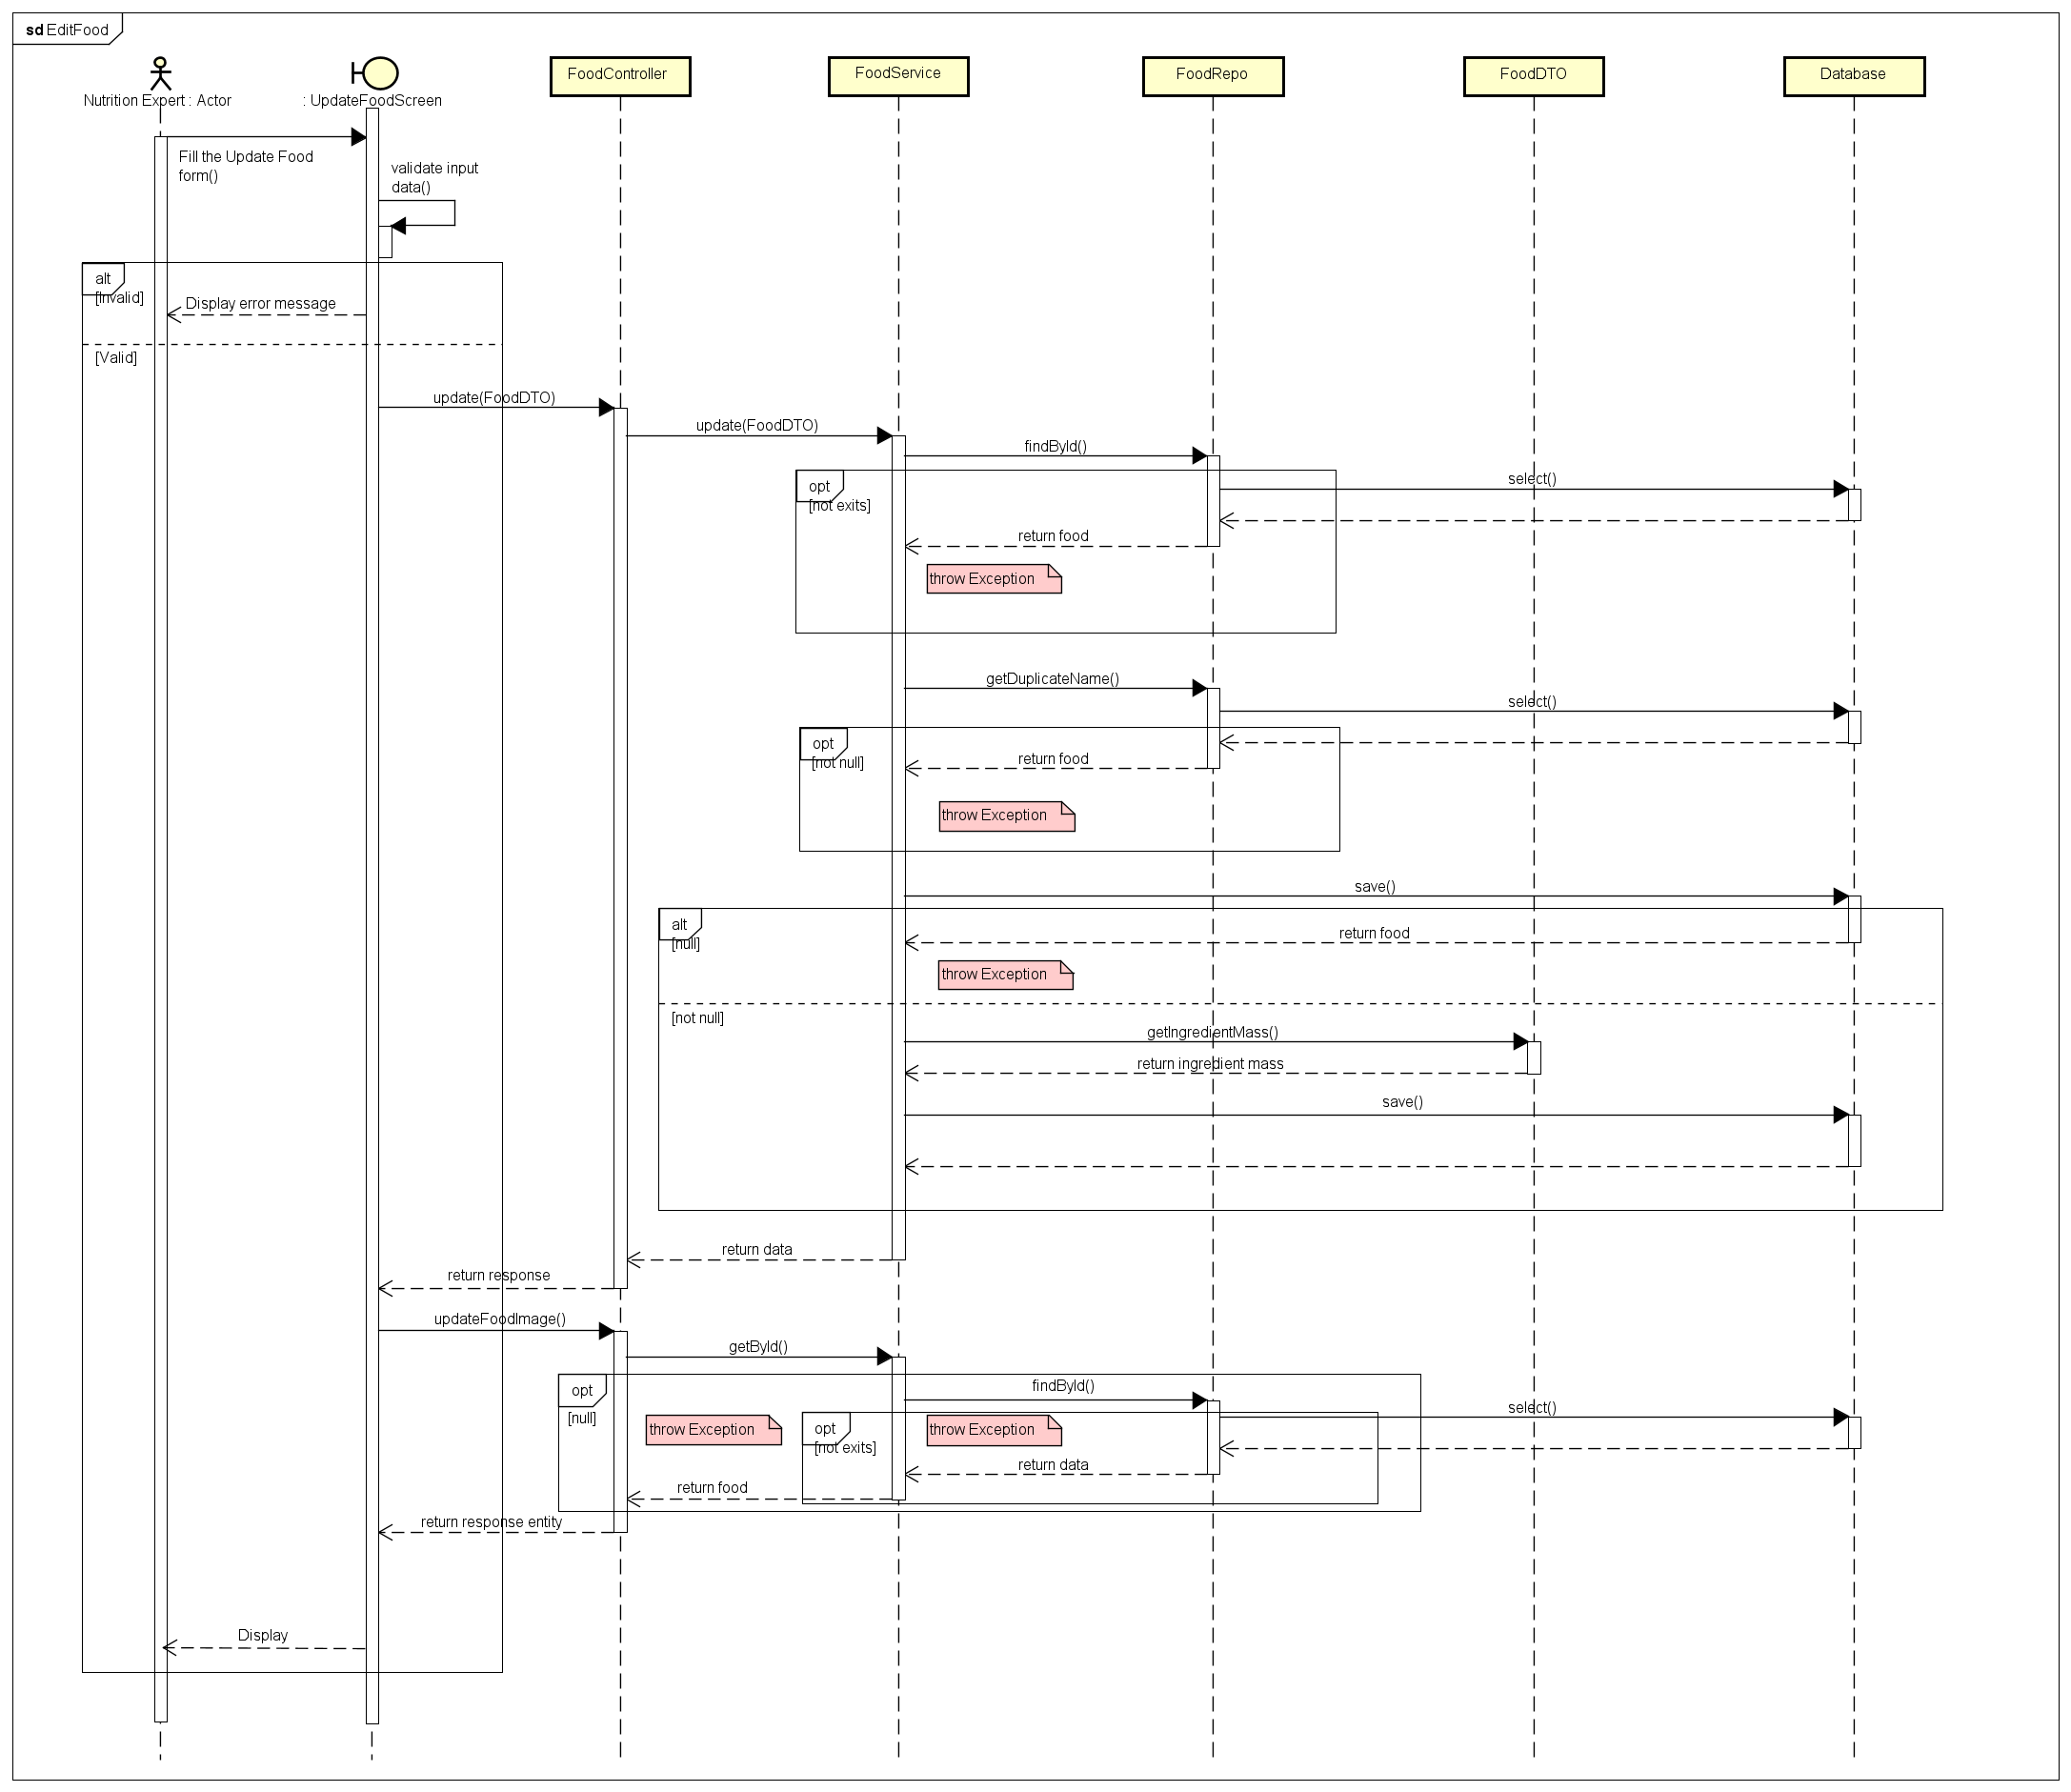 sd EditFood
Nutrition Expert : Actor
: UpdateFoodScreen
FoodController
FoodService
FoodRepo
FoodDTO
Database
Fill the Update Food
form()
validate input
data()
alt
[Invalid]
Display error message
[Valid]
update(FoodDTO)
update(FoodDTO)
findById()
opt
[not exits]
select()
return food
throw Exception
getDuplicateName()
select()
opt
[not null]
return food
throw Exception
save()
alt
[null]
return food
throw Exception
[not null]
getIngredientMass()
return ingredient mass
save()
return data
return response
updateFoodImage()
getById()
opt
[null]
findById()
throw Exception
opt
[not exits]
throw Exception
select()
return data
return food
return response entity
Display